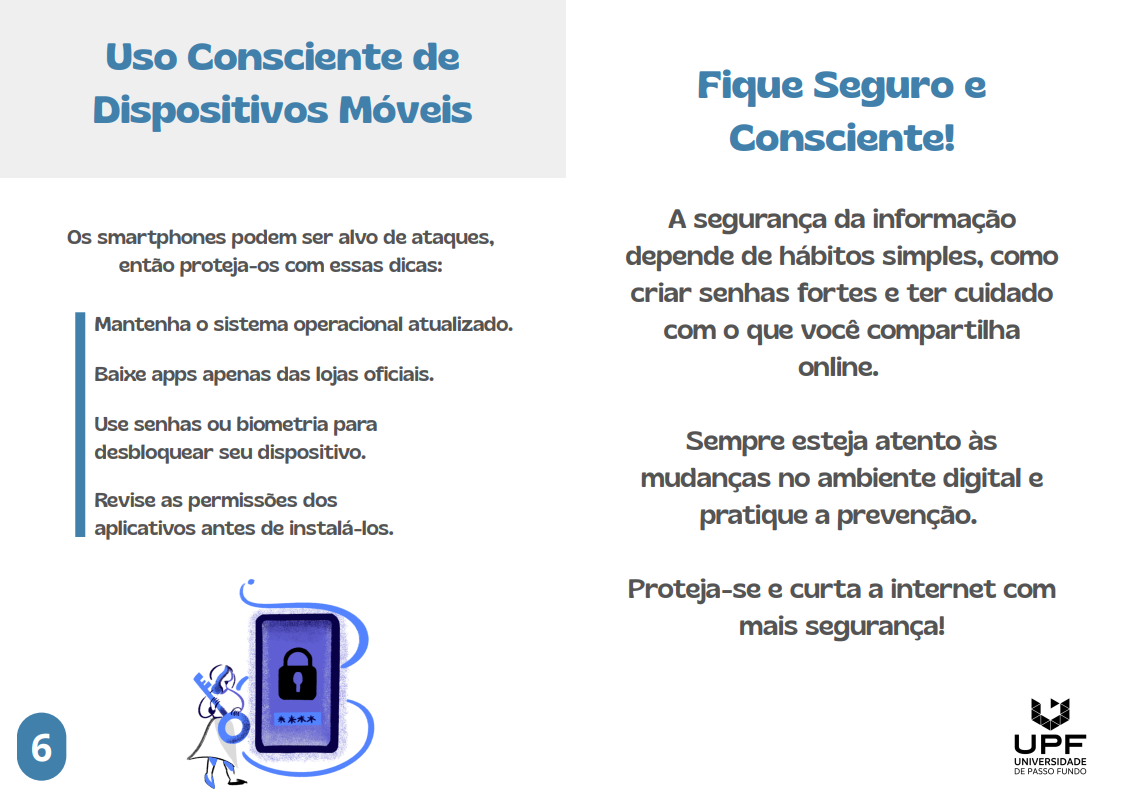 Uso Consciente de
Dispositivos Móveis
Os smartphones podem ser alvo de ataques,
então proteja-os com essas dicas:
Mantenha o sistema operacional atualizado.
Baixe apps apenas das lojas oficiais.
Use senhas ou biometria para
desbloquear seu dispositivo.
Revise as permissões dos
aplicativos antes de instalá-los.
6
Fique Seguro e
Consciente!
A segurança da informação
depende de hábitos simples, como
criar senhas fortes e ter cuidado
com o que você compartilha
online.
Sempre esteja atento às
mudanças no ambiente digital e
pratique a prevenção.
Proteja-se e curta a internet com
mais segurança!
UPF
UNIVERSIDADE
DE PASSO FUNDO